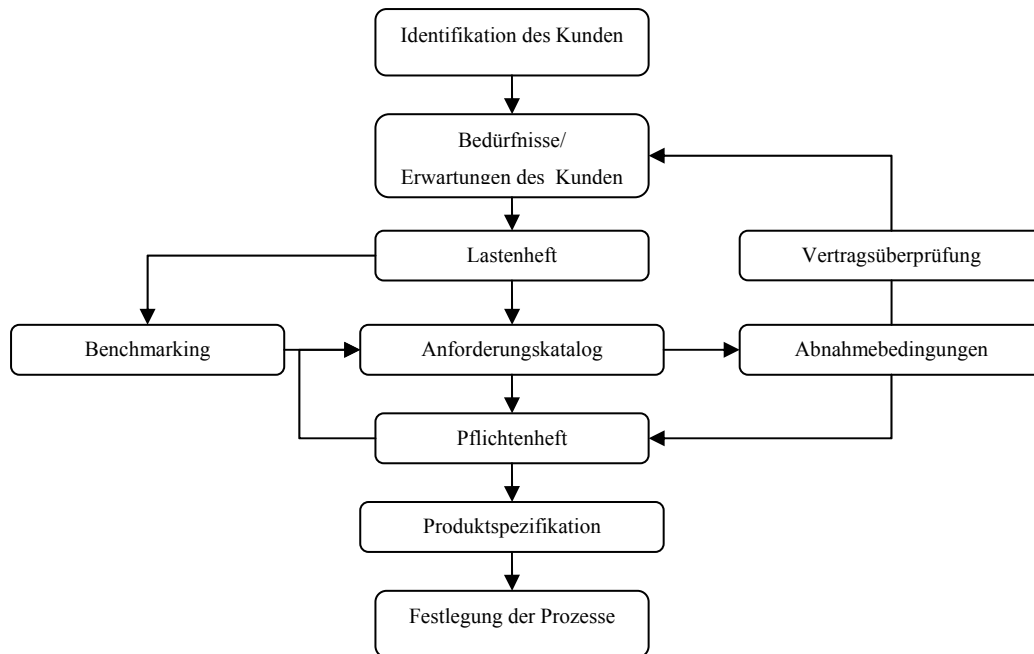 Identifikation des Kunden
Bedürfnisse/
Erwartungen des Kunden
Lastenheft
Vertragsüberprüfung
Benchmarking
Anforderungskatalog
Abnahmebedingungen
Pflichtenheft
Produktspezifikation
Festlegung der Prozesse